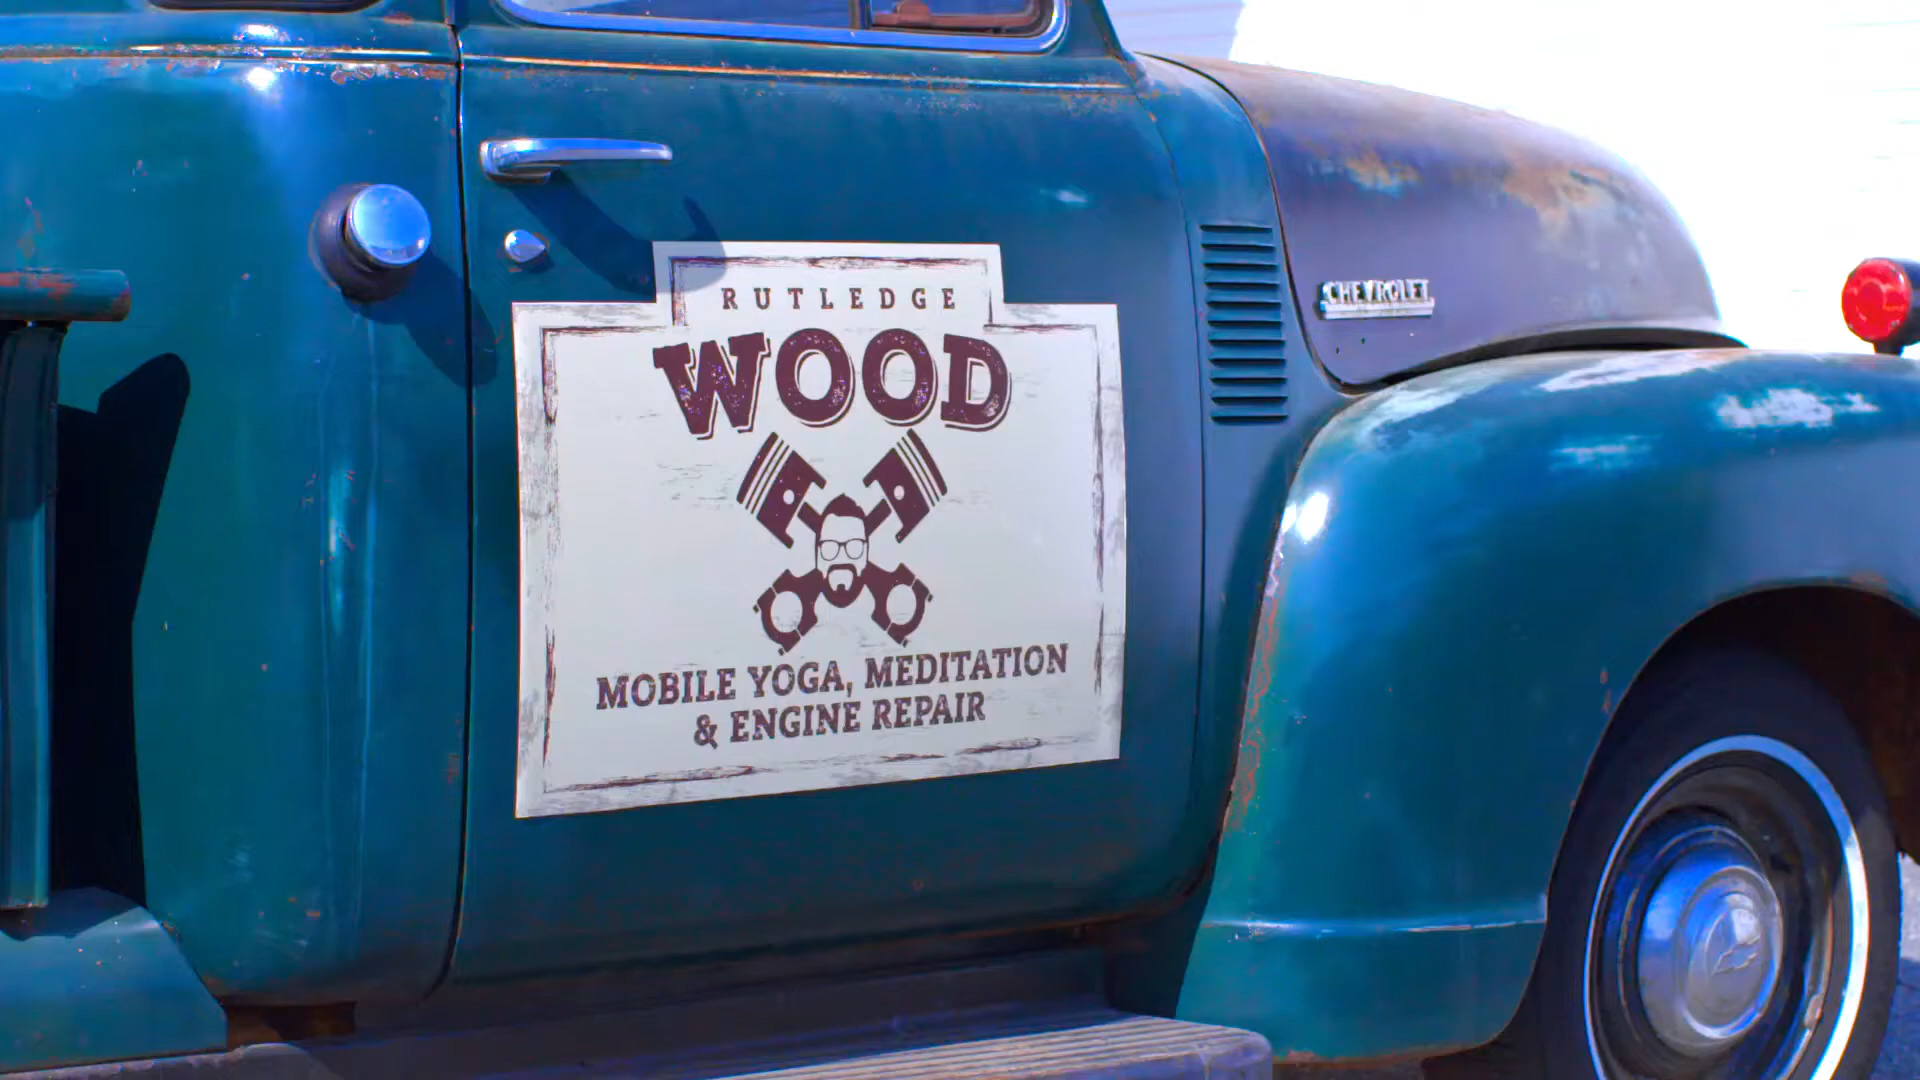 RUTLEDGE
WOOD
MOBILE YOGA, MEDITATION
& ENGINE REPAIR
CHEVROLET